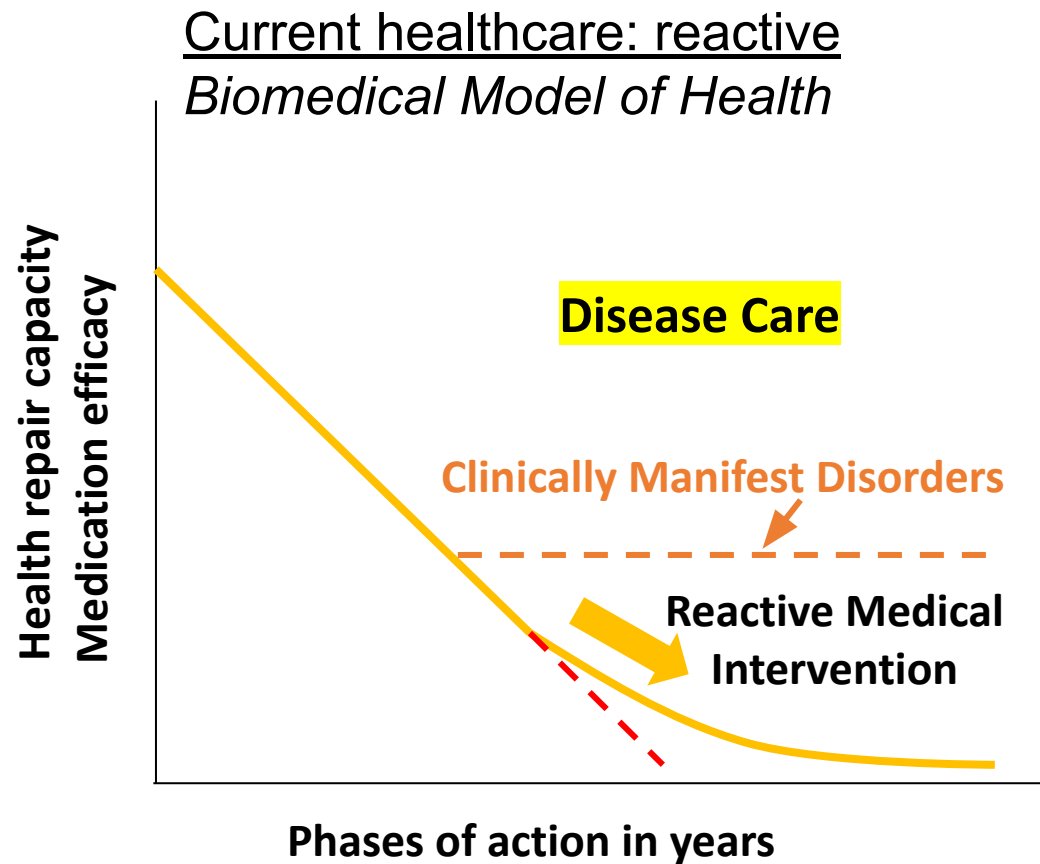 Current healthcare: reactive
Biomedical Model of Health
Health repair capacity
Medication efficacy
Disease Care
Clinically Manifest Disorders
Reactive Medical
Intervention
Phases of action in years